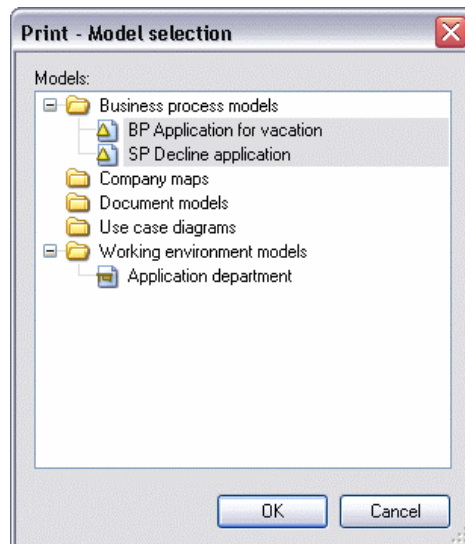 Print - Model selection
Models:
Business process models
BP Application for vacation
SP Decline application
Company maps
Document models
Use case diagrams
Working environment models
Application department
OK
Cancel